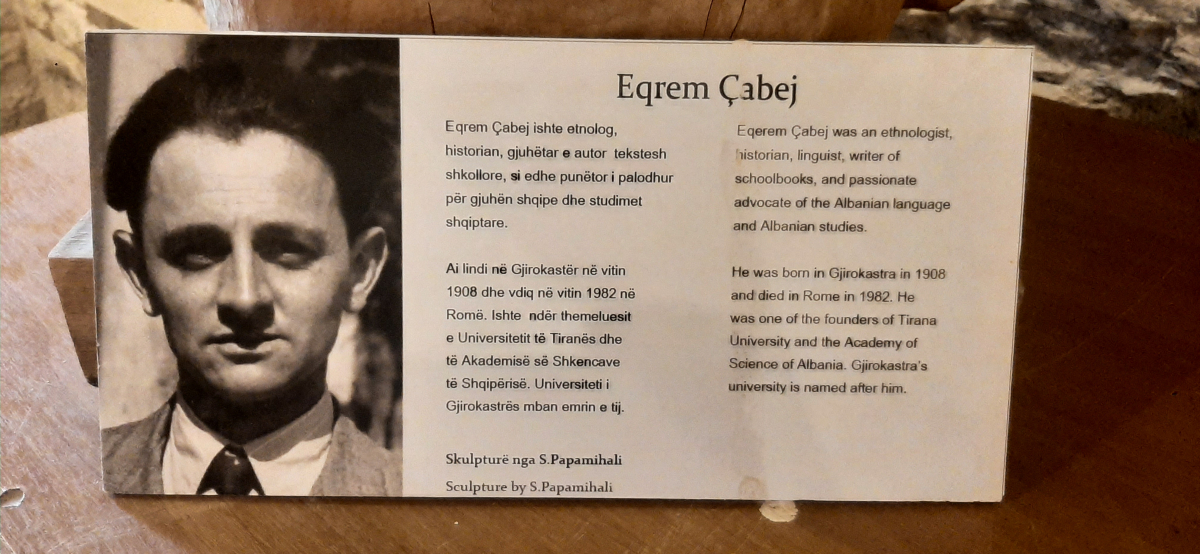 Eqrem Çabej
Eqrem Çabej ishte etnolog,
historian, gjuhëtar e autor tekstesh
shkollore, si edhe punëtor i palodhur
për gjuhën shqipe dhe studimet
shqiptare.
Ai lindi në Gjirokastër në vitin
1908 dhe vdiq në vitin 1982 në
Romë. Ishte ndër themeluesit
e Universitetit të Tiranës dhe
të Akademisë së Shkencave
të Shqipërisë. Universiteti i
Gjirokastrës mban emrin e tij.
Skulpturë nga S.Papamihali
Sculpture by S.Papamihali
Eqerem Çabej was an ethnologist,
historian, linguist, writer of
schoolbooks, and passionate
advocate of the Albanian language
and Albanian studies.
He was born in Gjirokastra in 1908
and died in Rome in 1982. He
was one of the founders of Tirana
University and the Academy of
Science of Albania. Gjirokastra's
university is named after him.